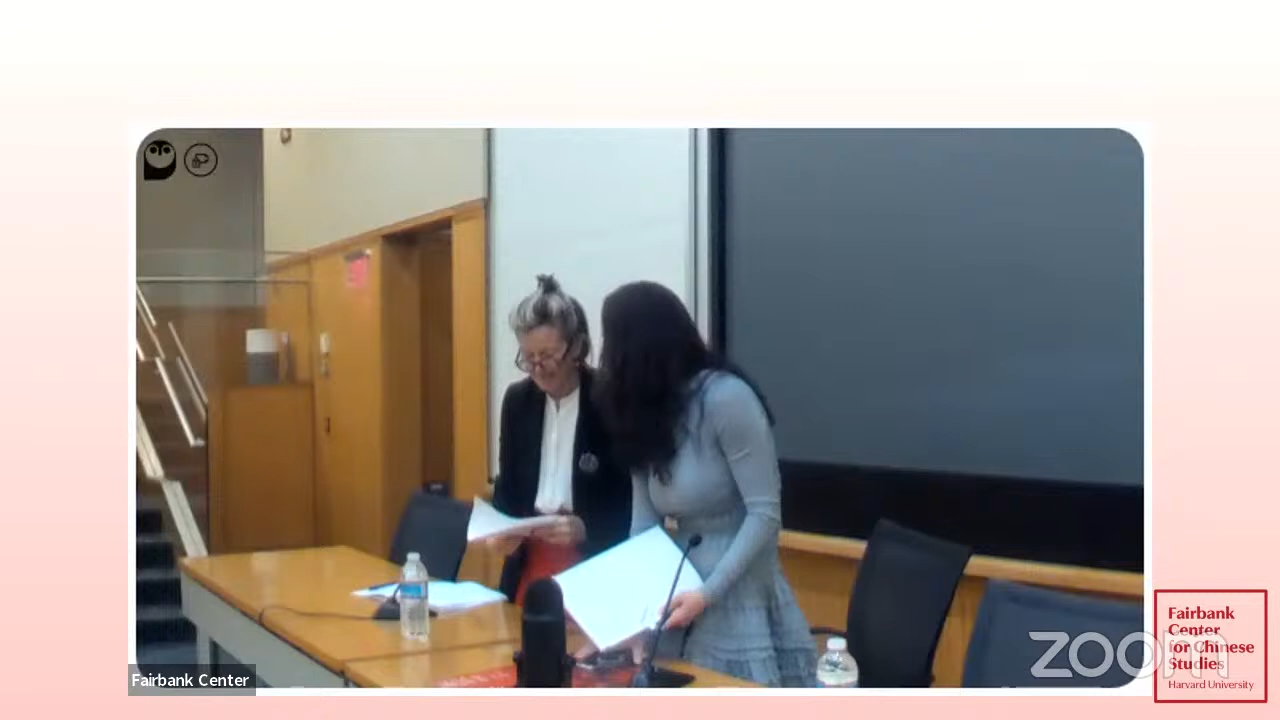 Fairbank Center
zoom
Fairbank
Center
for Chinese
Studies
Harvard University